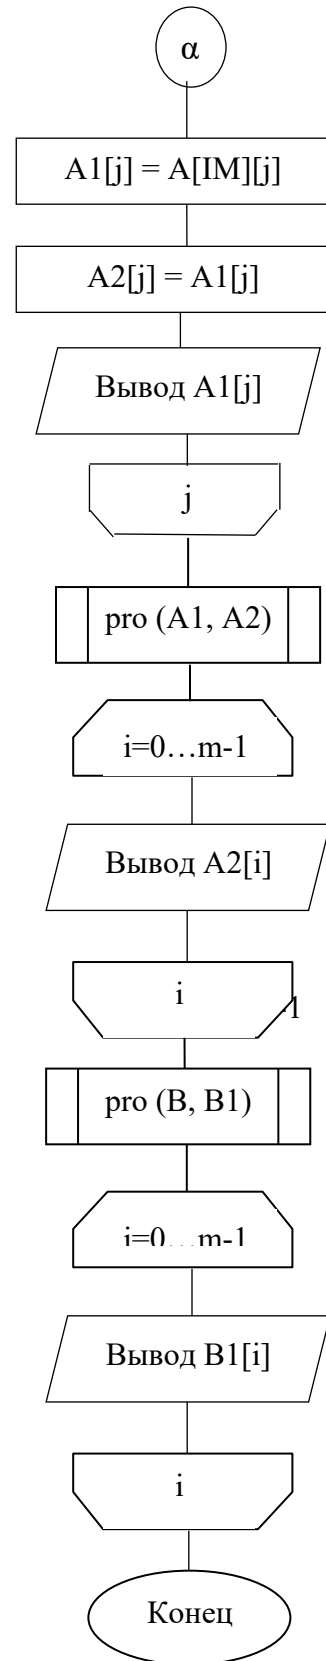 α
A1[j] = A[IM][j]
A2[j] = A1[j]
Вывод A1[j]
j
pro (A1, A2)
i=0…m-1
Вывод A2[i]
i
-1
pro (B, B1)
i=0…m-1
Вывод B1[i]
i
Конец